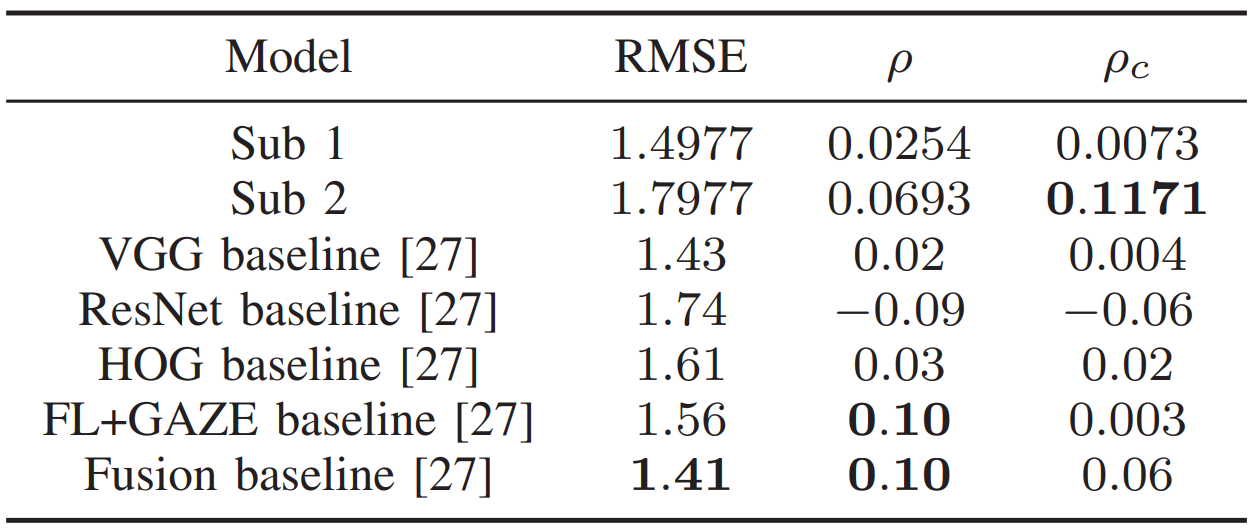 Model RMSE ρ ρc
Sub 1 1.4977 0.0254 0.0073
Sub 2 1.7977 0.0693 0.1171
VGG baseline [27] 1.43 0.02 0.004
ResNet baseline [27] 1.74 −0.09 −0.06
HOG baseline [27] 1.61 0.03 0.02
FL+GAZE baseline [27] 1.56 0.10 0.003
Fusion baseline [27] 1.41 0.10 0.06